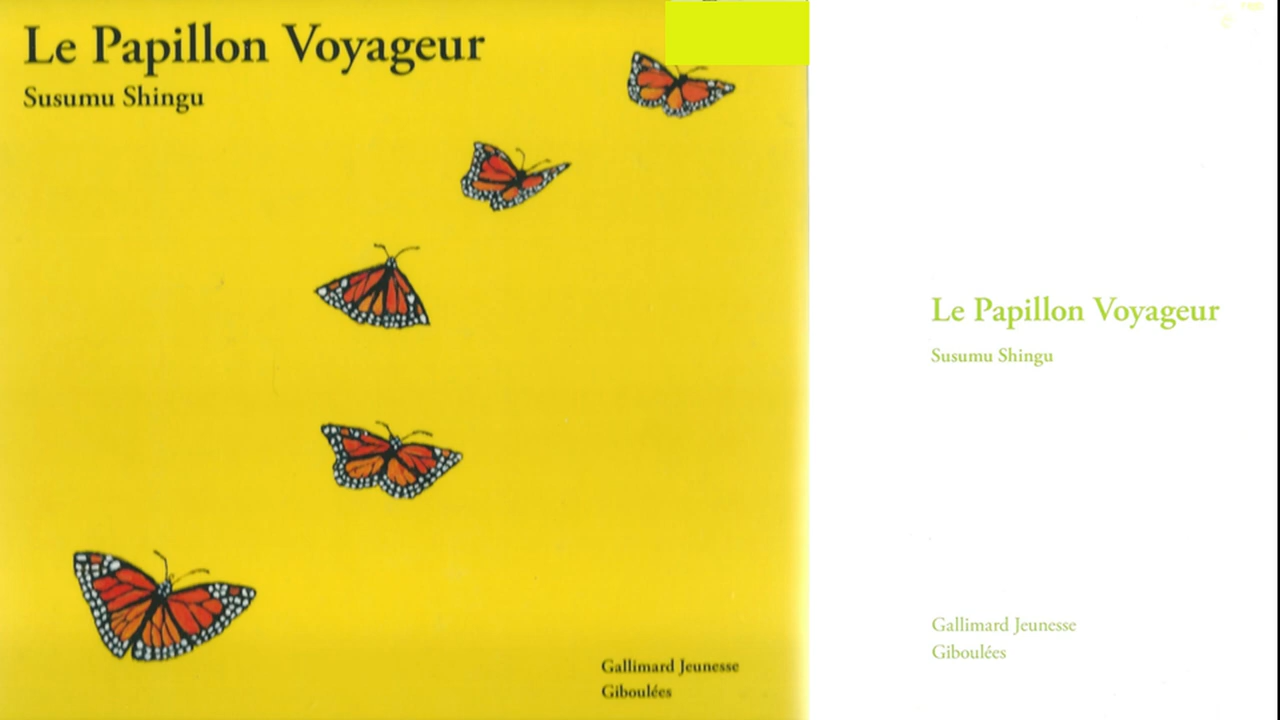 Le Papillon Voyageur
Susumu Shingu
Gallimard Jeunesse
Giboulées
Le Papillon Voyageur
Susumu Shingu
Gallimard Jeunesse
Giboulées